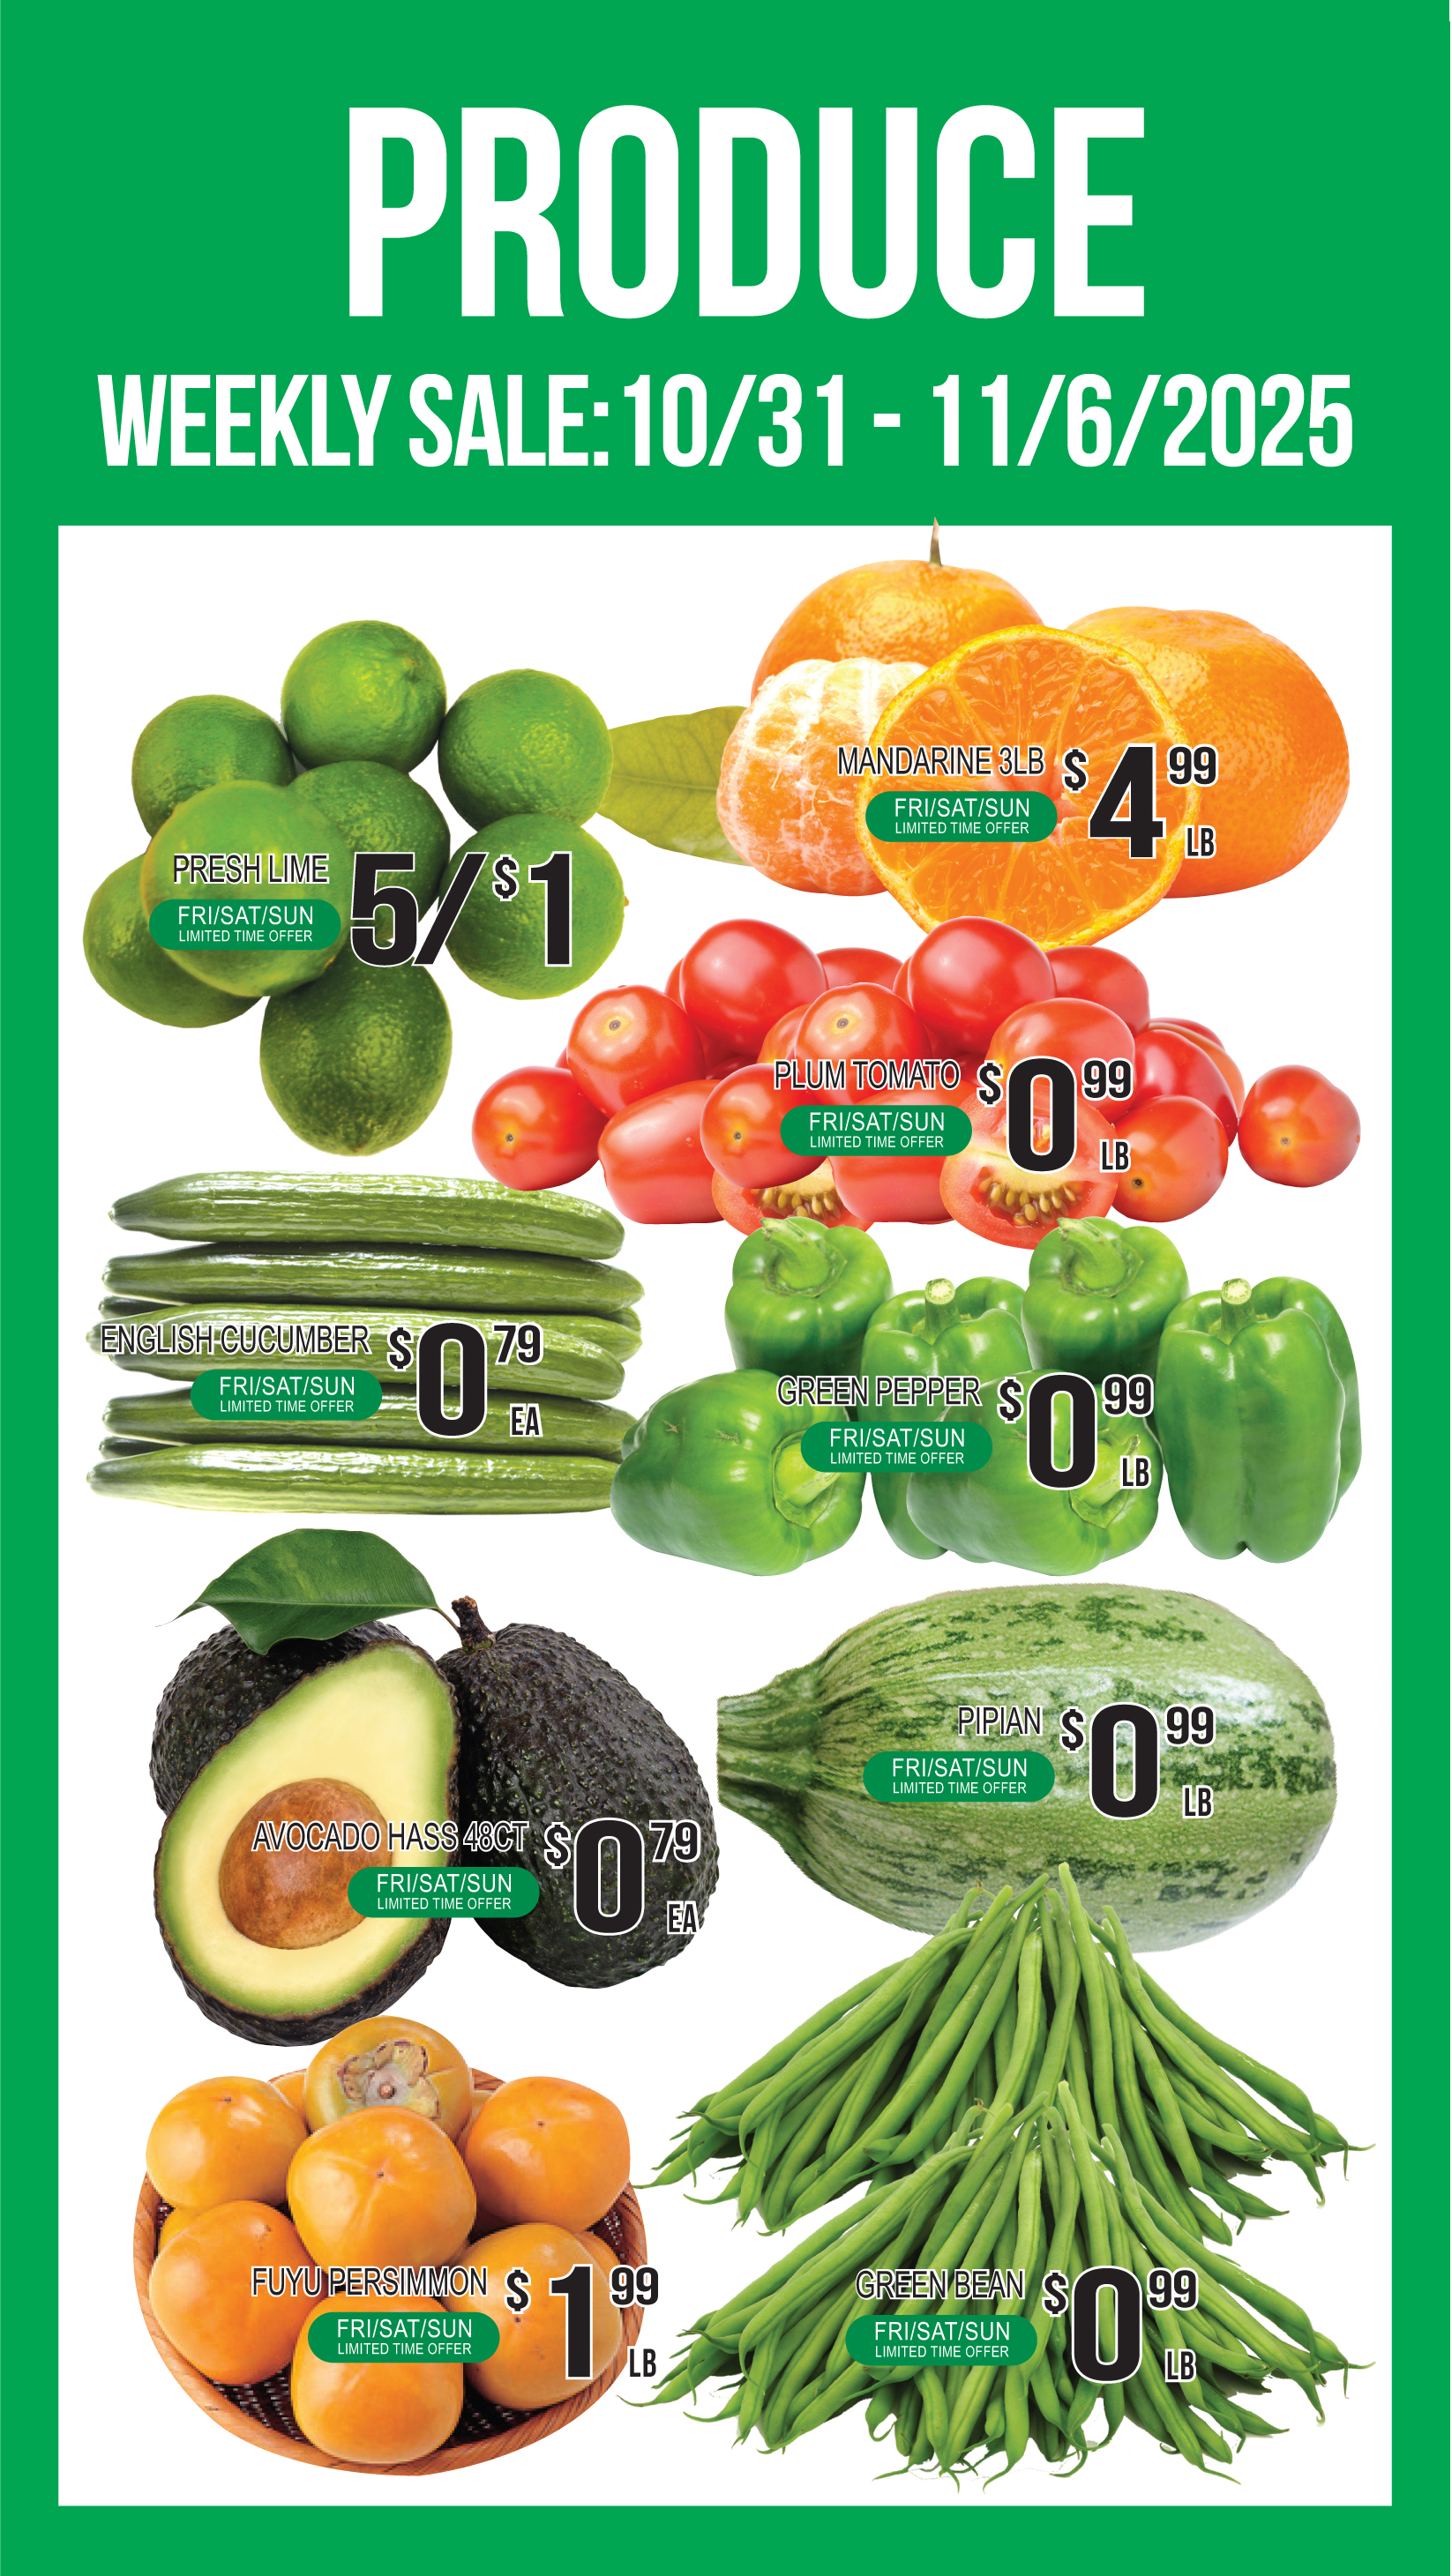 PRODUCE
WEEKLY SALE:10/31 - 11/6/2025
MANDARINE 3LB $4 99 LB
FRI/SAT/SUN
LIMITED TIME OFFER
PRESH LIME 5/$1
FRI/SAT/SUN
LIMITED TIME OFFER
PLUM TOMATO $0 99 LB
FRI/SAT/SUN
LIMITED TIME OFFER
ENGLISH CUCUMBER $0 79 EA
FRI/SAT/SUN
LIMITED TIME OFFER
GREEN PEPPER $0 99 LB
FRI/SAT/SUN
LIMITED TIME OFFER
PIPIAN $0 99 LB
FRI/SAT/SUN
LIMITED TIME OFFER
AVOCADO HASS 48CT $0 79 EA
FRI/SAT/SUN
LIMITED TIME OFFER
FUYU PERSIMMON $1 99 LB
FRI/SAT/SUN
LIMITED TIME OFFER
GREEN BEAN $0 99 LB
FRI/SAT/SUN
LIMITED TIME OFFER